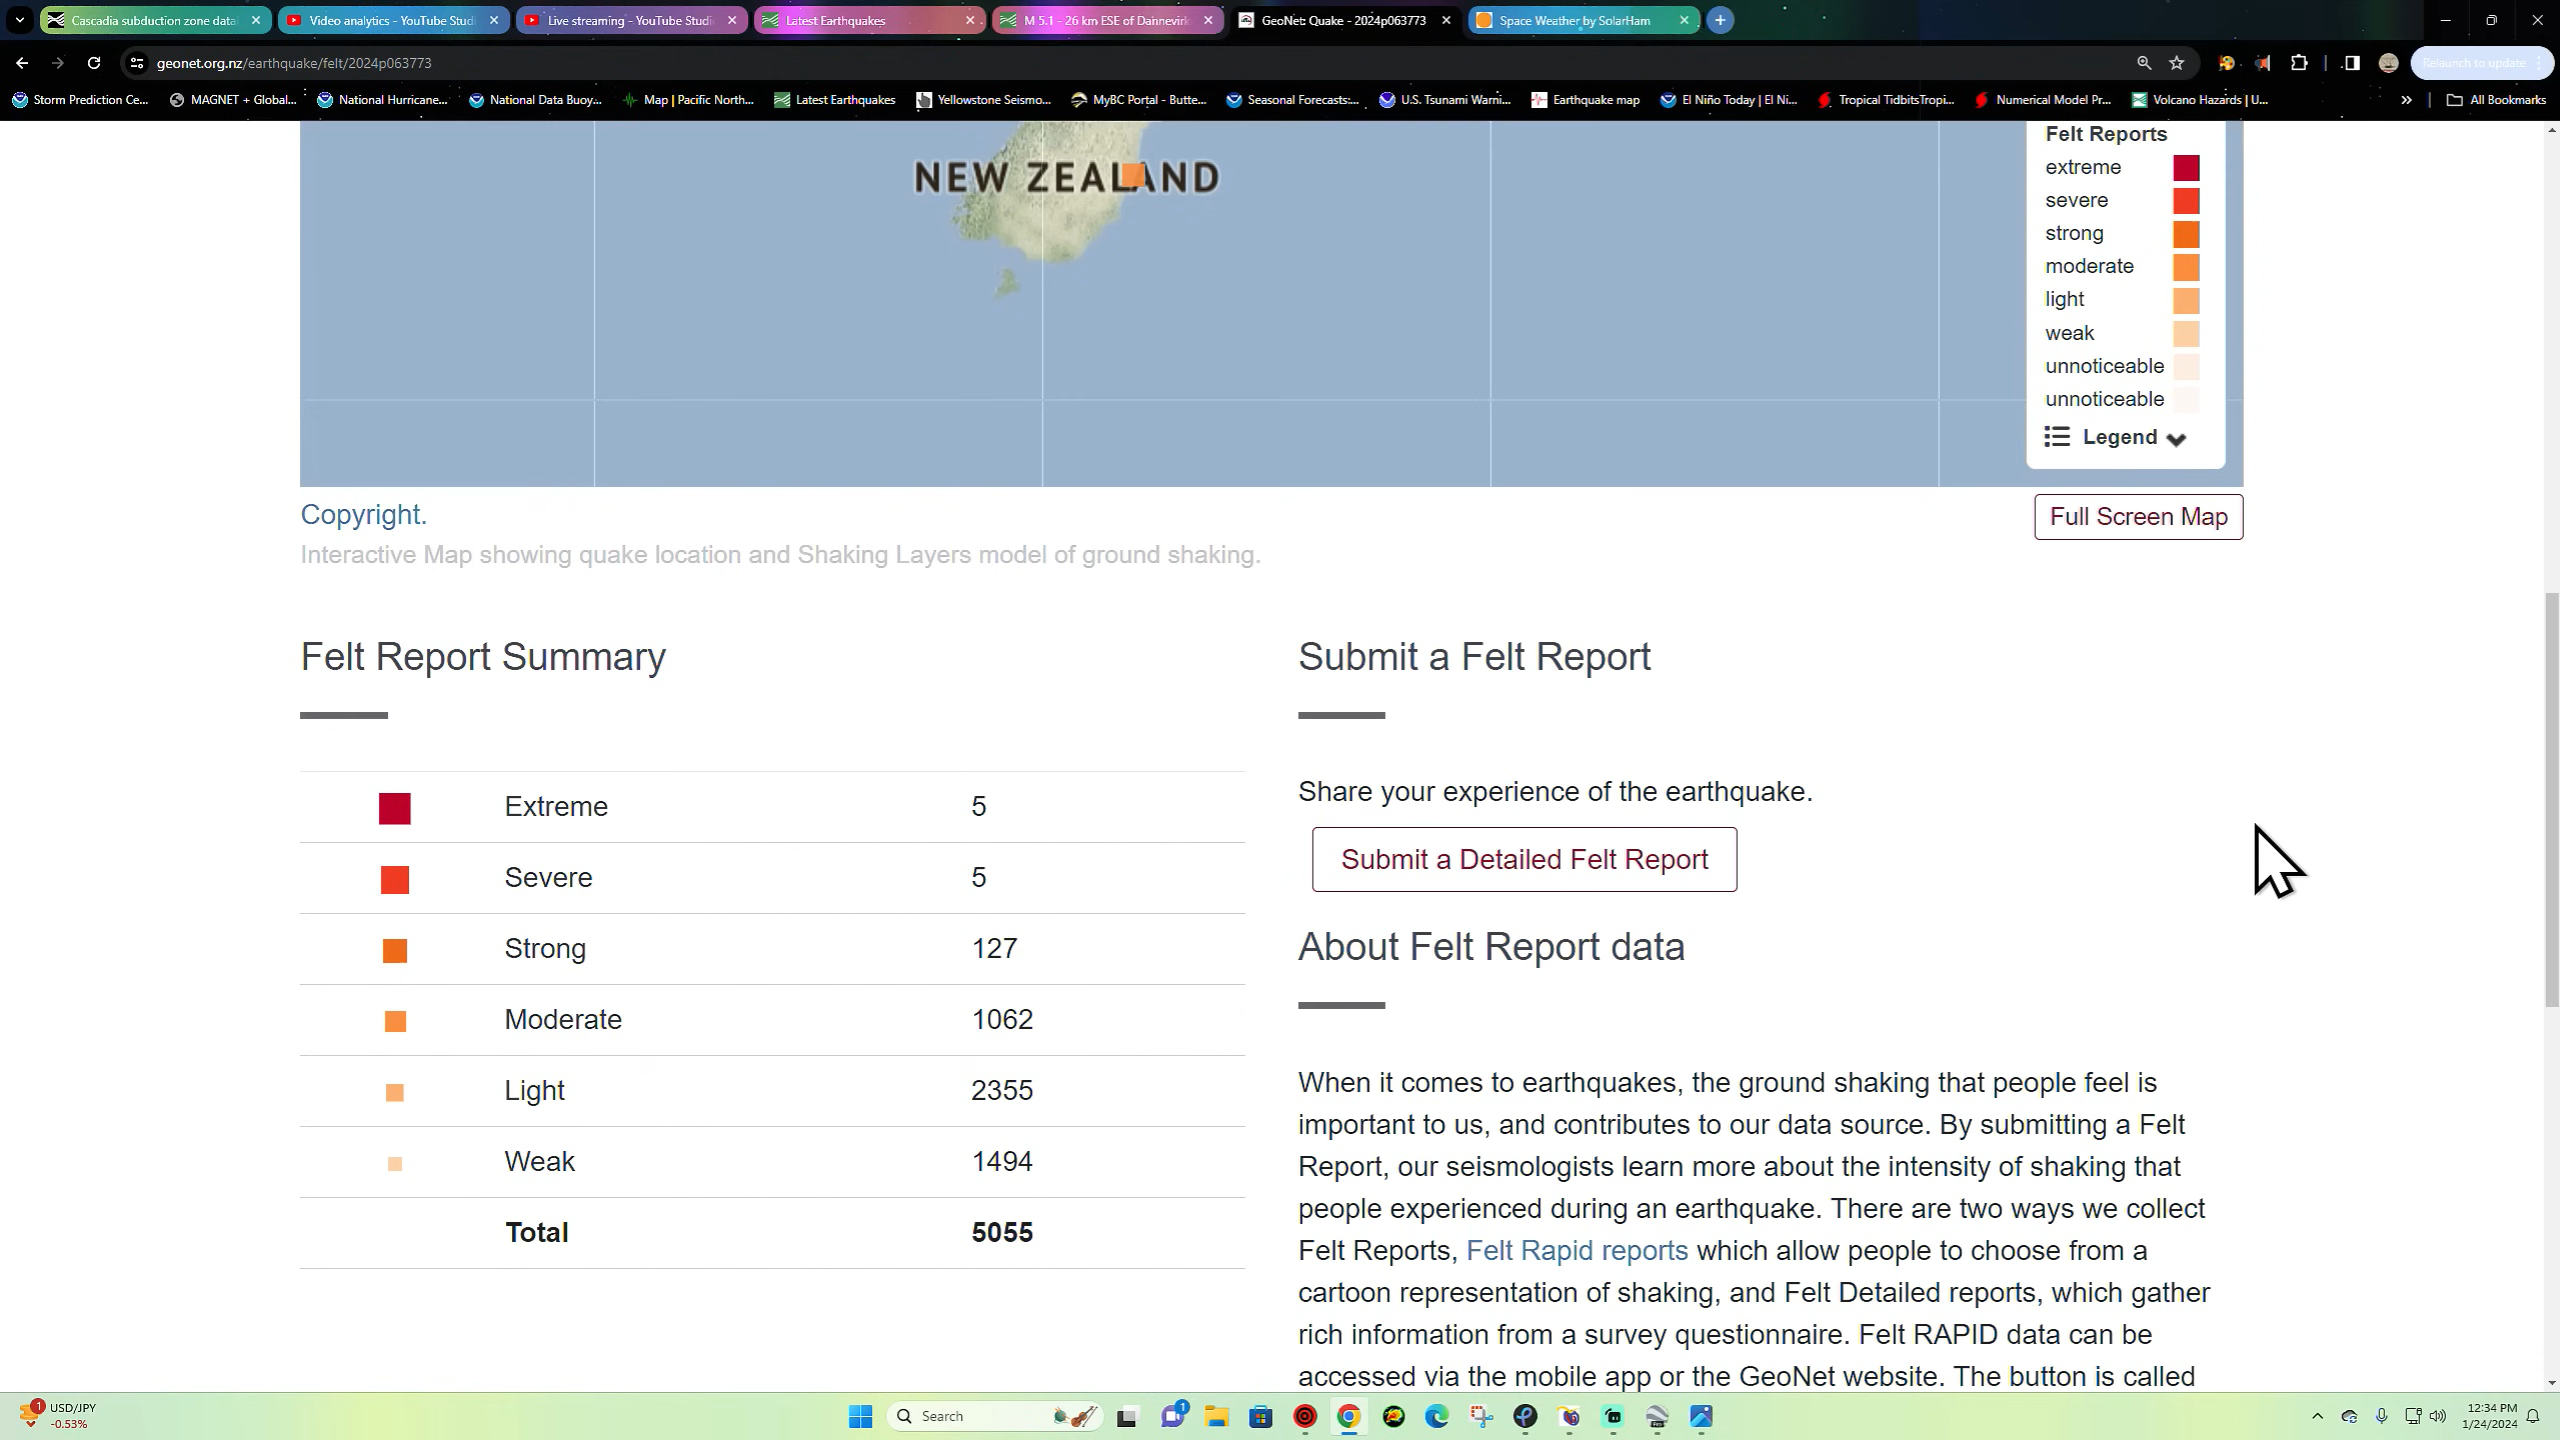 Cascadia subduction zone data
Video analytics - YouTube Studi
Live streaming - YouTube Studi
Latest Earthquakes
M 5.1 - 26 km ESE of Dannevirk
GeoNet: Quake - 2024p063773
Space Weather by SolarHam
geonet.org.nz/earthquake/felt/2024p063773
Relaunch to update
Storm Prediction Ce...
MAGNET + Global...
National Hurricane...
National Data Buoy...
Map | Pacific North...
Latest Earthquakes
Yellowstone Seismo...
MyBC Portal - Butte...
Seasonal Forecasts:...
U.S. Tsunami Warni...
Earthquake map
El Niño Today | El Ni...
Tropical TidbitsTropi...
Numerical Model Pr...
Volcano Hazards | U...
All Bookmarks
NEW ZEALAND
Felt Reports
extreme
severe
strong
moderate
light
weak
unnoticeable
unnoticeable
Legend
Copyright.
Full Screen Map
Interactive Map showing quake location and Shaking Layers model of ground shaking.
Felt Report Summary
Extreme 5
Severe 5
Strong 127
Moderate 1062
Light 2355
Weak 1494
Total 5055
Submit a Felt Report
Share your experience of the earthquake.
Submit a Detailed Felt Report
About Felt Report data
When it comes to earthquakes, the ground shaking that people feel is
important to us, and contributes to our data source. By submitting a Felt
Report, our seismologists learn more about the intensity of shaking that
people experienced during an earthquake. There are two ways we collect
Felt Reports, Felt Rapid reports which allow people to choose from a
cartoon representation of shaking, and Felt Detailed reports, which gather
rich information from a survey questionnaire. Felt RAPID data can be
accessed via the mobile app or the GeoNet website. The button is called
1
USD/JPY
-0.53%
Search
1
12:34 PM
1/24/2024